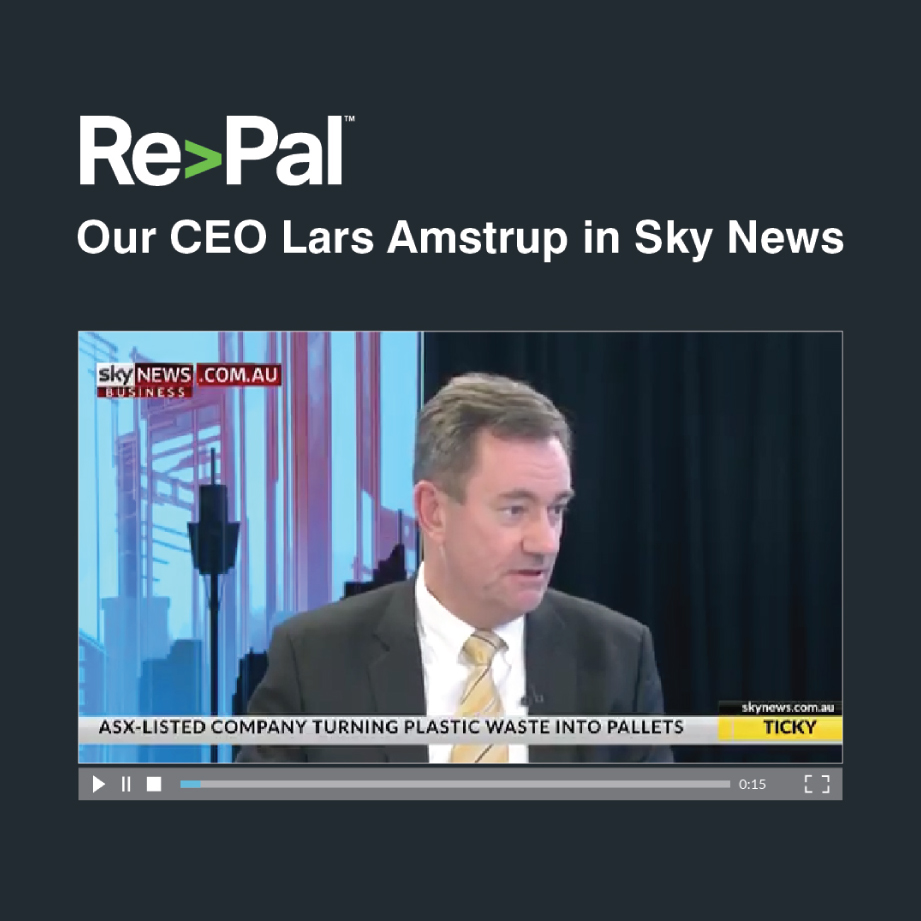 Re>Pal™
Our CEO Lars Amstrup in Sky News
sky NEWS .COM.AU
BUSINESS
skynews.com.au
ASX-LISTED COMPANY TURNING PLASTIC WASTE INTO PALLETS
TICKY
0:15